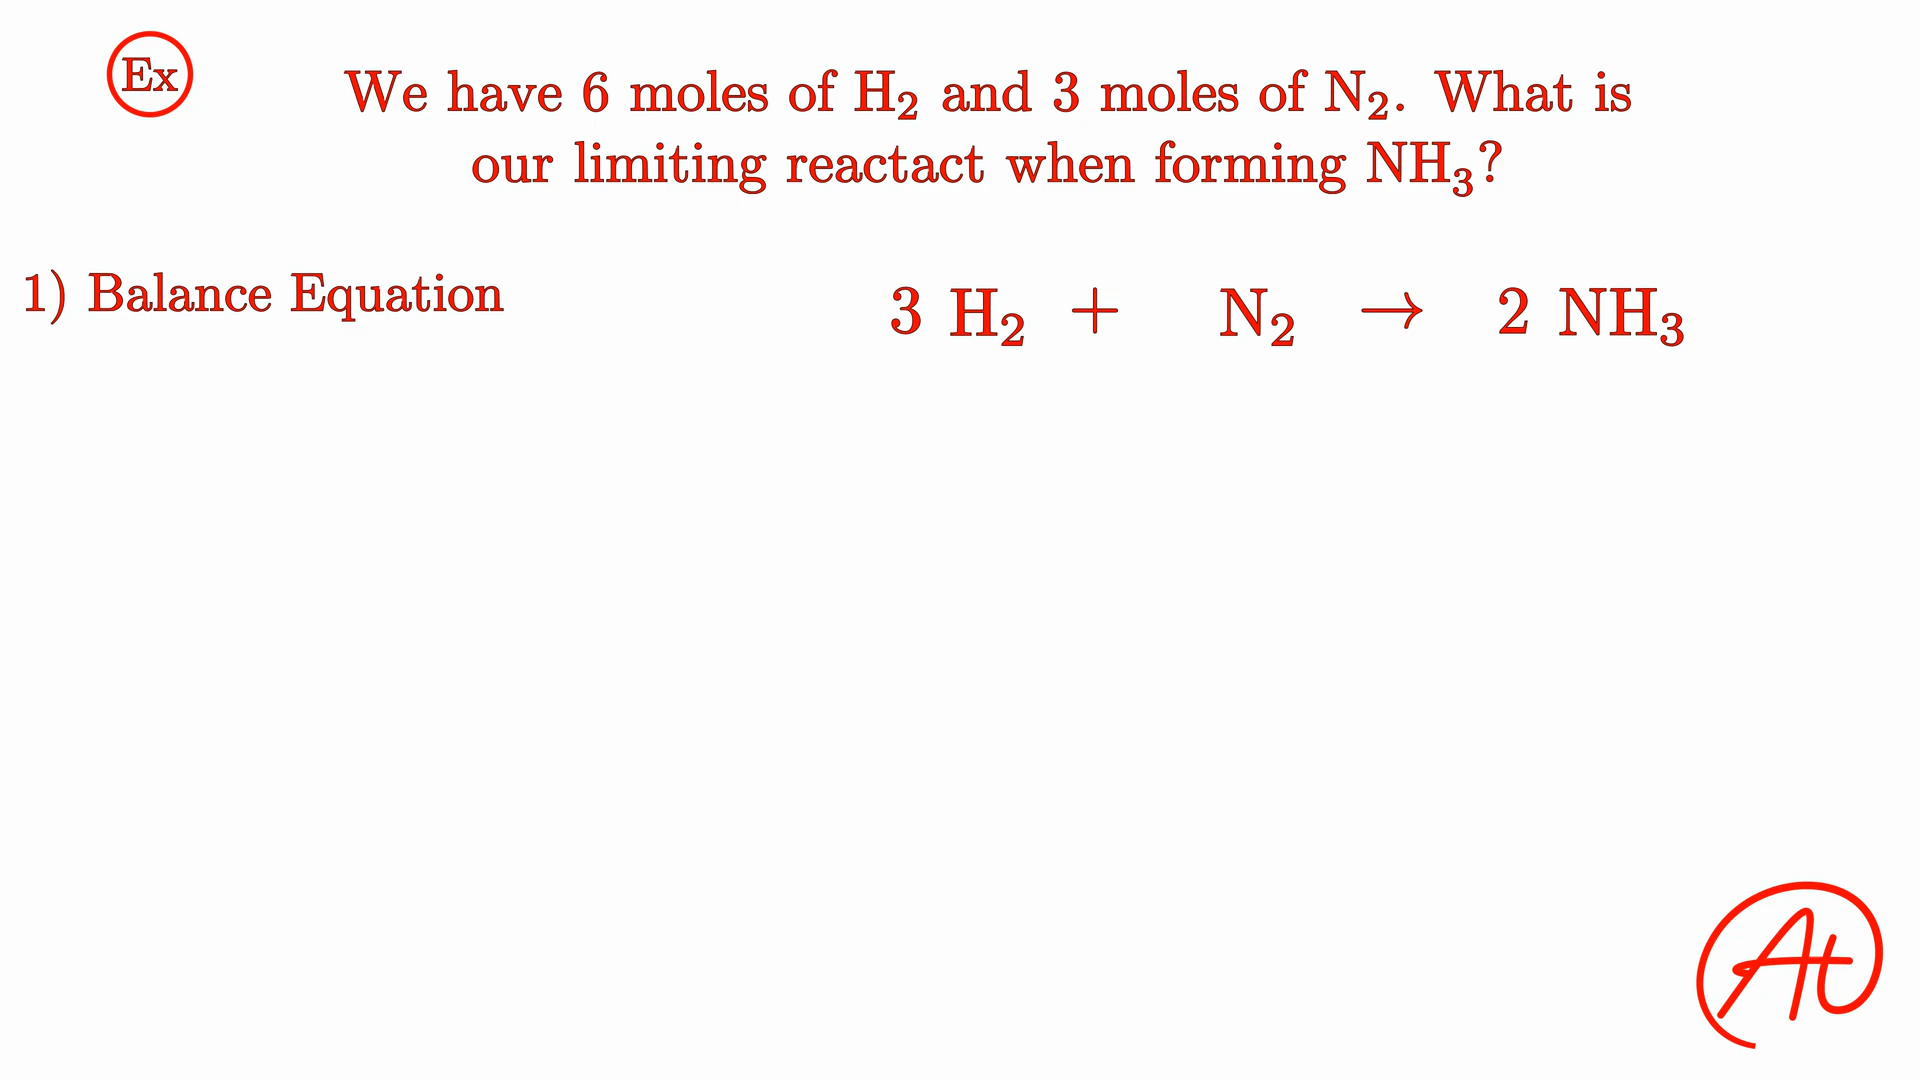 Ex
We have 6 moles of H₂ and 3 moles of N₂. What is
our limiting reactact when forming NH₃?
1) Balance Equation
3 H₂ + N₂ → 2 NH₃
At